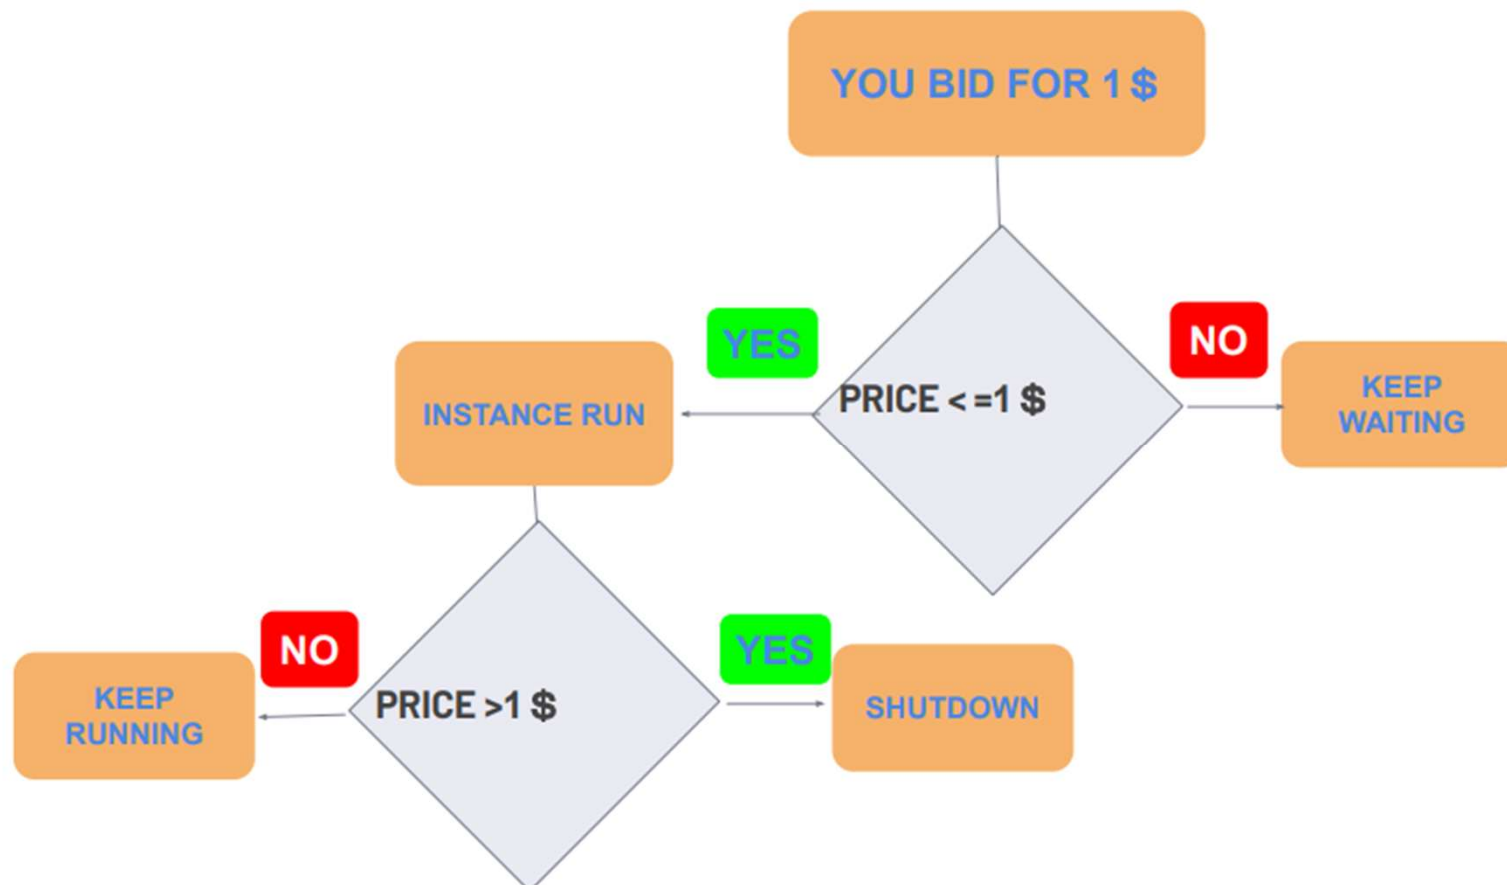 YOU BID FOR 1 $
YES
NO
PRICE < =1 $
INSTANCE RUN
KEEP
WAITING
NO
YES
PRICE >1 $
KEEP
RUNNING
SHUTDOWN